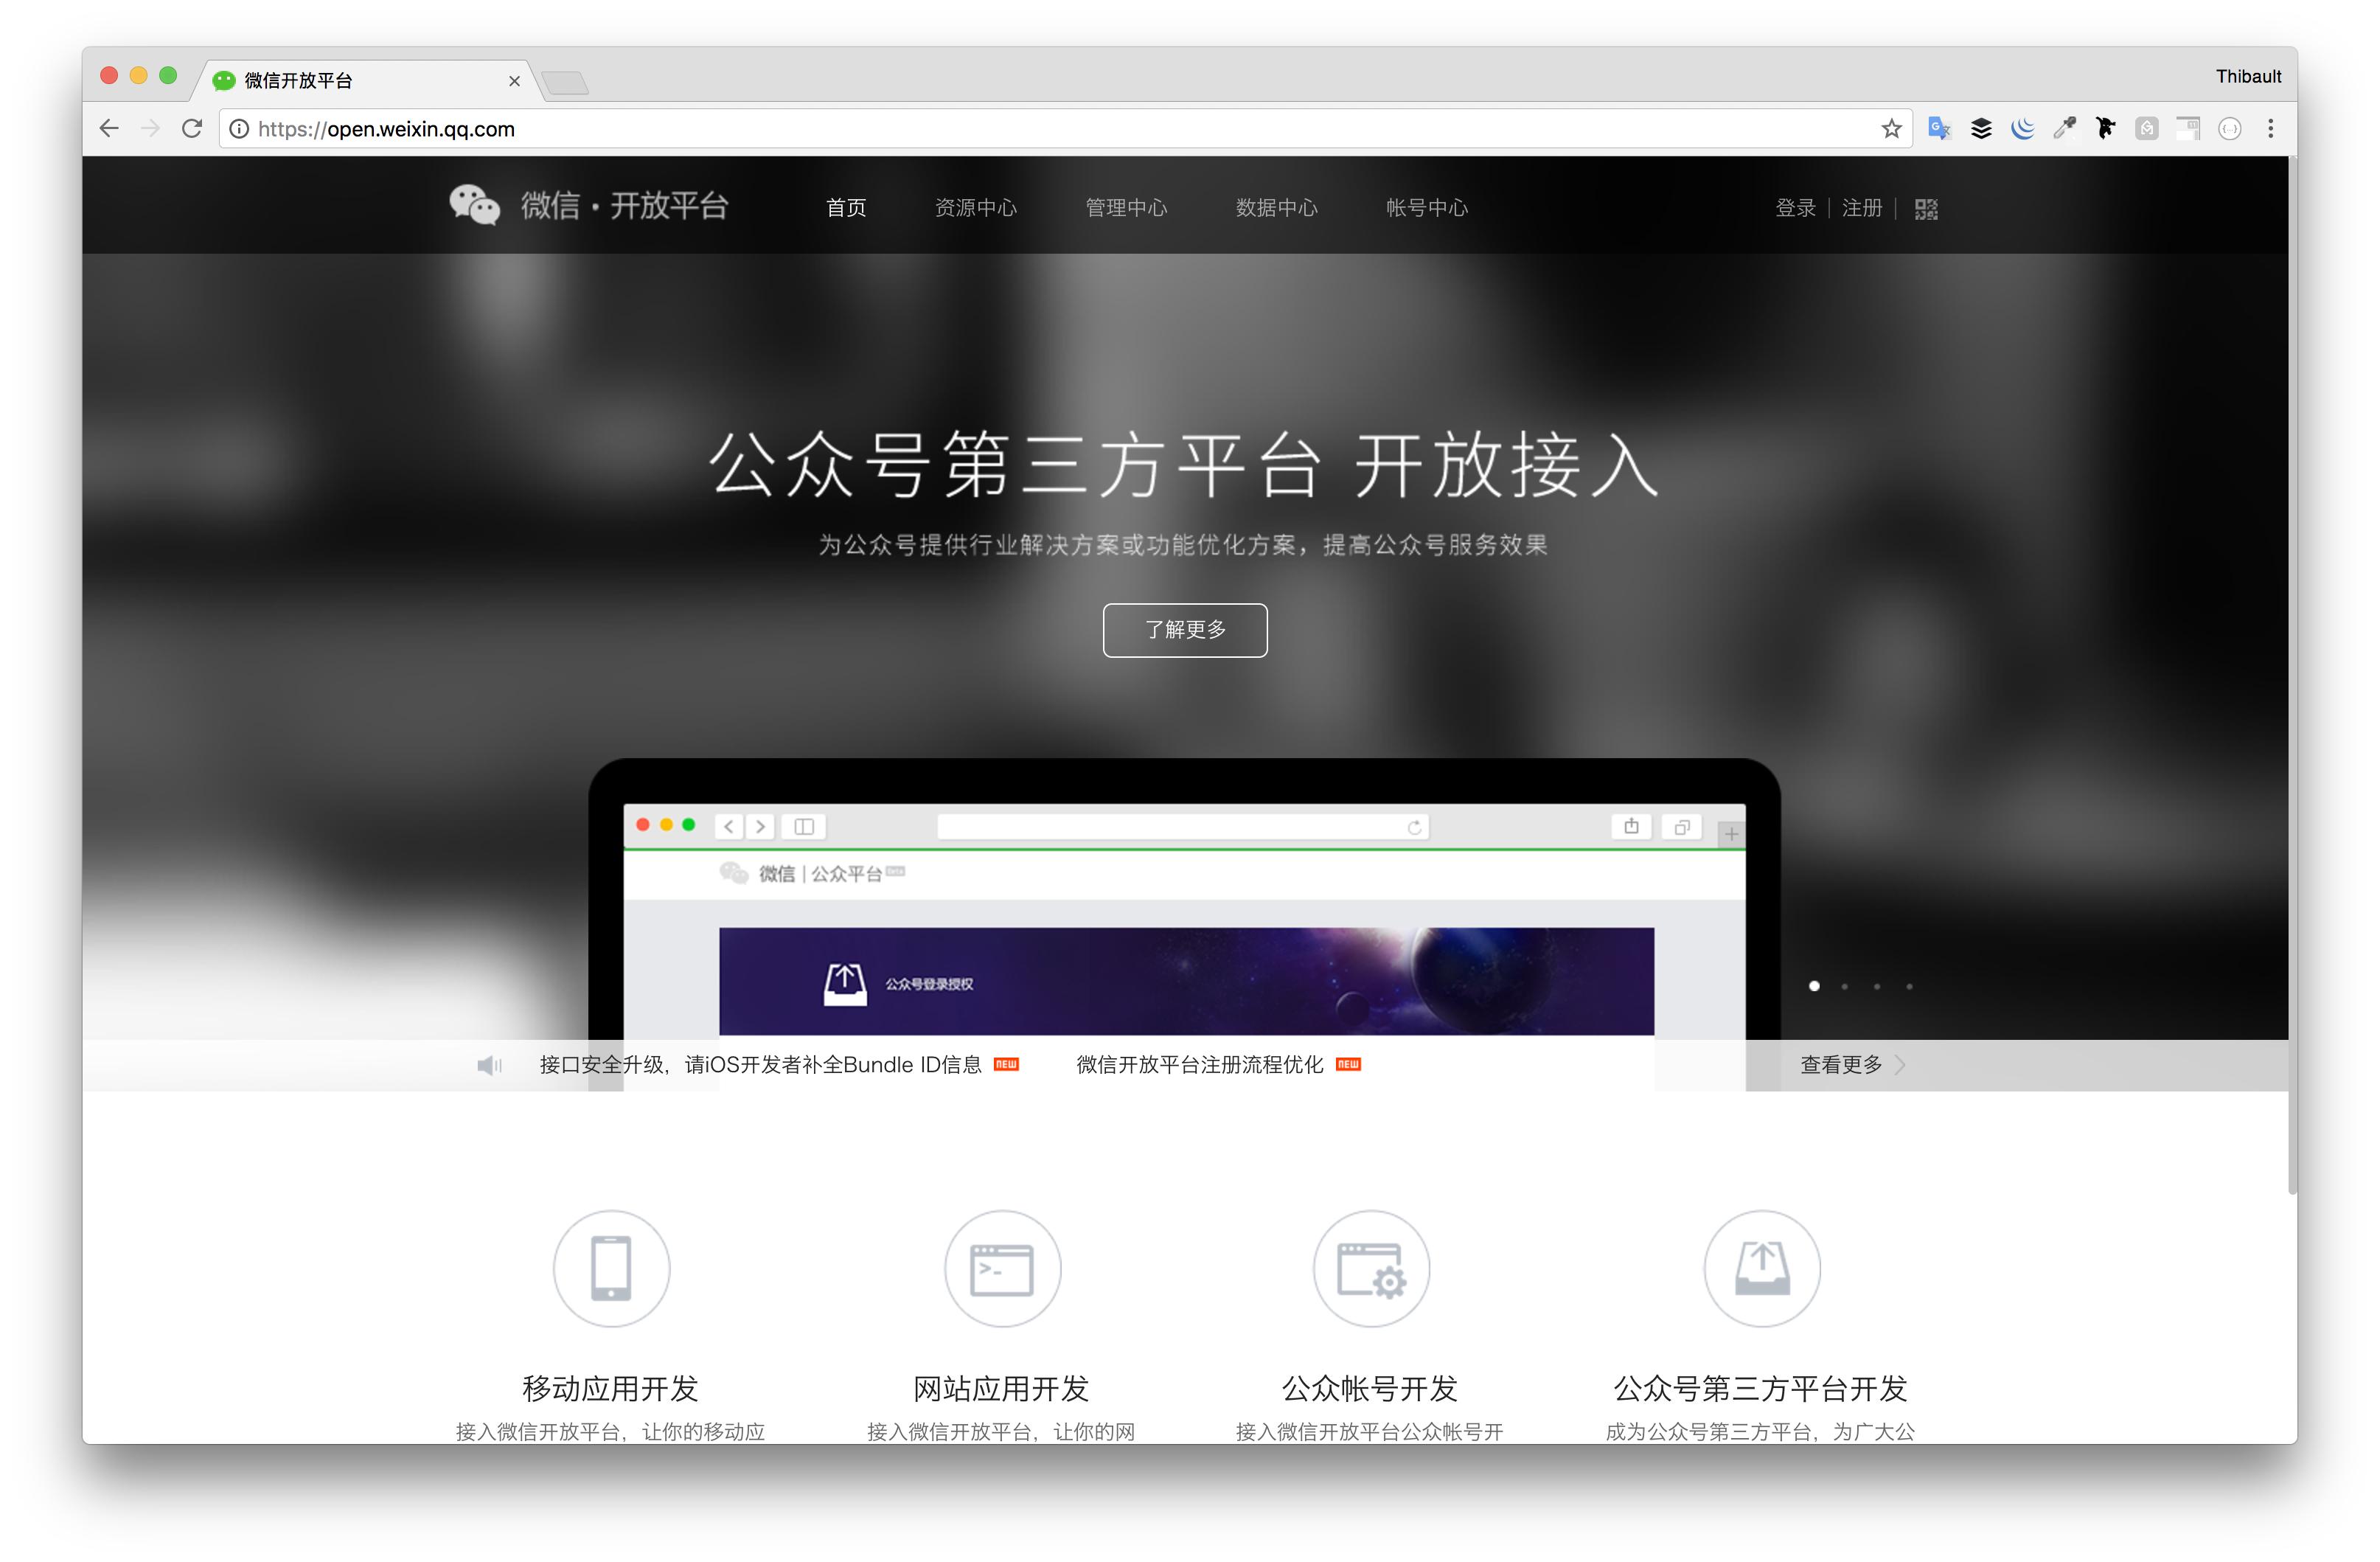 微信开放平台
Thibault
https://open.weixin.qq.com
微信·开放平台 首页 资源中心 管理中心 数据中心 帐号中心 登录 注册
公众号第三方平台 开放接入
为公众号提供行业解决方案或功能优化方案，提高公众号服务效果
了解更多
微信 | 公众平台
公众号登录授权
接口安全升级，请iOS开发者补全Bundle ID信息 NEW 微信开放平台注册流程优化 NEW 查看更多
移动应用开发 网站应用开发 公众帐号开发 公众号第三方平台开发
接入微信开放平台，让你的移动应 接入微信开放平台，让你的网 接入微信开放平台公众帐号开 成为公众号第三方平台，为广大公